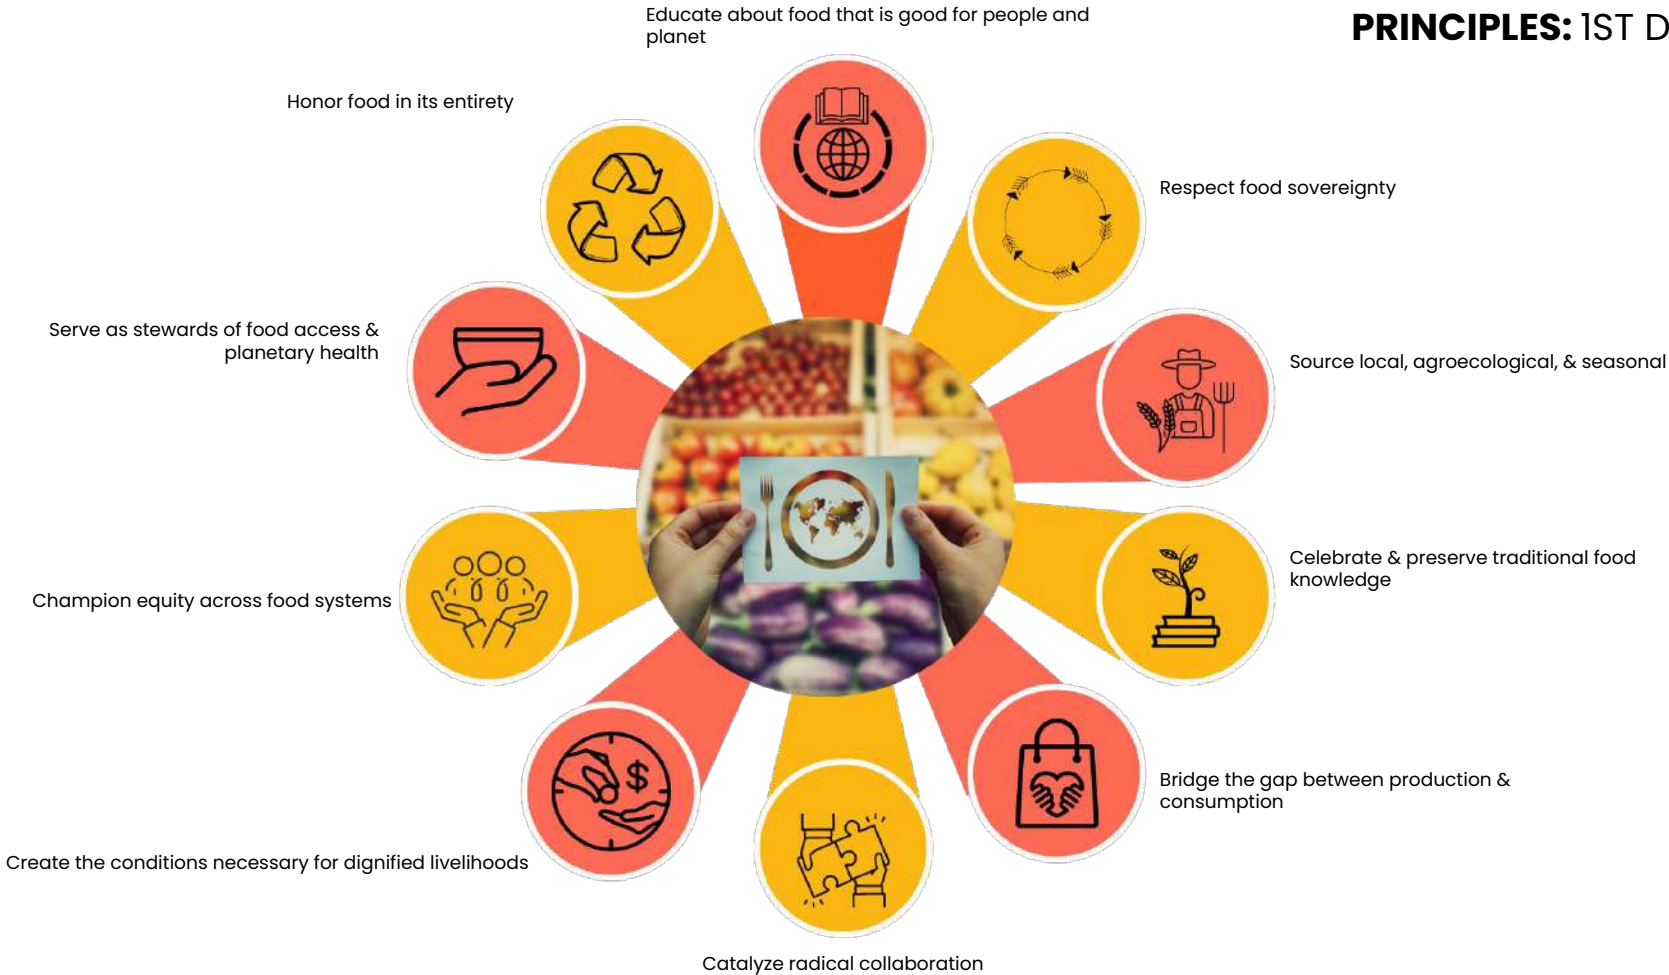 PRINCIPLES: 1ST D
Educate about food that is good for people and
planet
Respect food sovereignty
Source local, agroecological, & seasonal
Celebrate & preserve traditional food
knowledge
Bridge the gap between production &
consumption
Catalyze radical collaboration
Create the conditions necessary for dignified livelihoods
Champion equity across food systems
Serve as stewards of food access &
planetary health
Honor food in its entirety
$